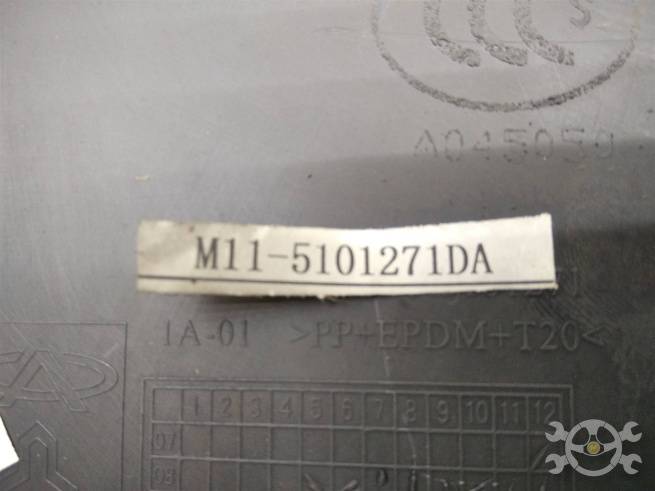 A045050
M11-5101271DA
1A-01 >PP+EPDM+T20<
1 2 3 4 5 6 7 8 9 10 11 12
07
08